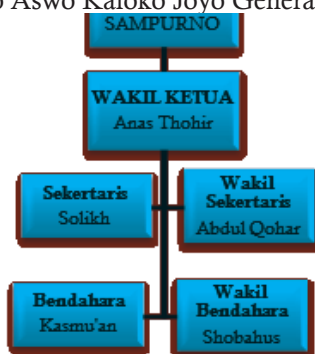 Aswo Kaloko Joyo Genera
SAMPURNO
WAKIL KETUA
Anas Thohir
Sekertaris
Solikh
Wakil
Sekertaris
Abdul Qohar
Bendahara
Kasmu'an
Wakil
Bendahara
Shobahus